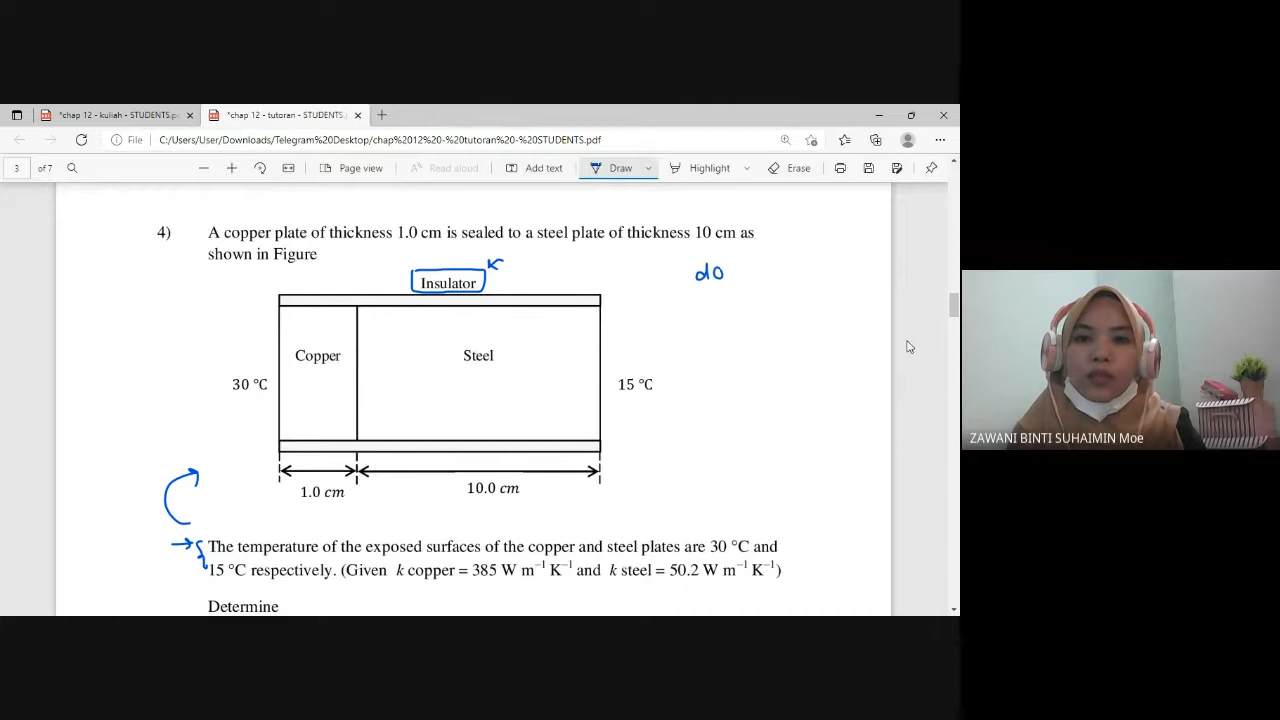 *chap 12 - kuliah - STUDENTS.p
*chap 12 - tutoran - STUDENTS.
File
C:/Users/User/Downloads/Telegram%20Desktop/chap%2012%20-%20tutoran%20-%20STUDENTS.pdf
3 of 7
Page view
Read aloud
Add text
Draw
Highlight
Erase
4) A copper plate of thickness 1.0 cm is sealed to a steel plate of thickness 10 cm as
shown in Figure
Insulator
Copper
Steel
30 °C
15 °C
1.0 cm
10.0 cm
The temperature of the exposed surfaces of the copper and steel plates are 30 °C and
15 °C respectively. (Given k copper = 385 W m⁻¹ K⁻¹ and k steel = 50.2 W m⁻¹ K⁻¹)
Determine
ZAWANI BINTI SUHAIMIN Moe